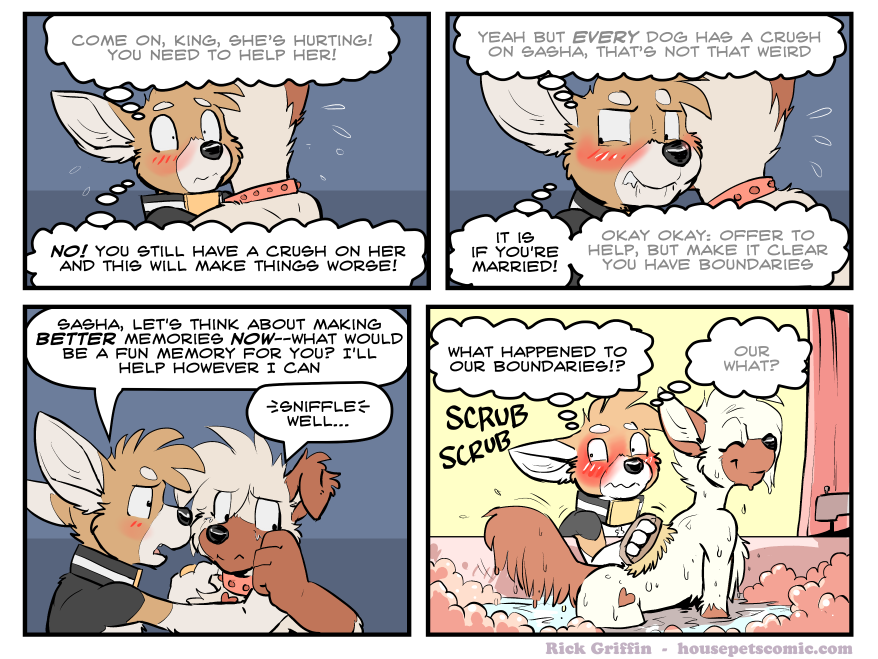 COME ON, KING, SHE'S HURTING!
YOU NEED TO HELP HER!
NO! YOU STILL HAVE A CRUSH ON HER
AND THIS WILL MAKE THINGS WORSE!
YEAH BUT EVERY DOG HAS A CRUSH
ON SASHA, THAT'S NOT THAT WEIRD
IT IS
IF YOU'RE
MARRIED!
OKAY OKAY: OFFER TO
HELP, BUT MAKE IT CLEAR
YOU HAVE BOUNDARIES
SASHA, LET'S THINK ABOUT MAKING
BETTER MEMORIES NOW--WHAT WOULD
BE A FUN MEMORY FOR YOU? I'LL
HELP HOWEVER I CAN
SNIFFLE
WELL...
WHAT HAPPENED TO
OUR BOUNDARIES!?
OUR
WHAT?
SCRUB
SCRUB
Rick Griffin - housepetscomic.com